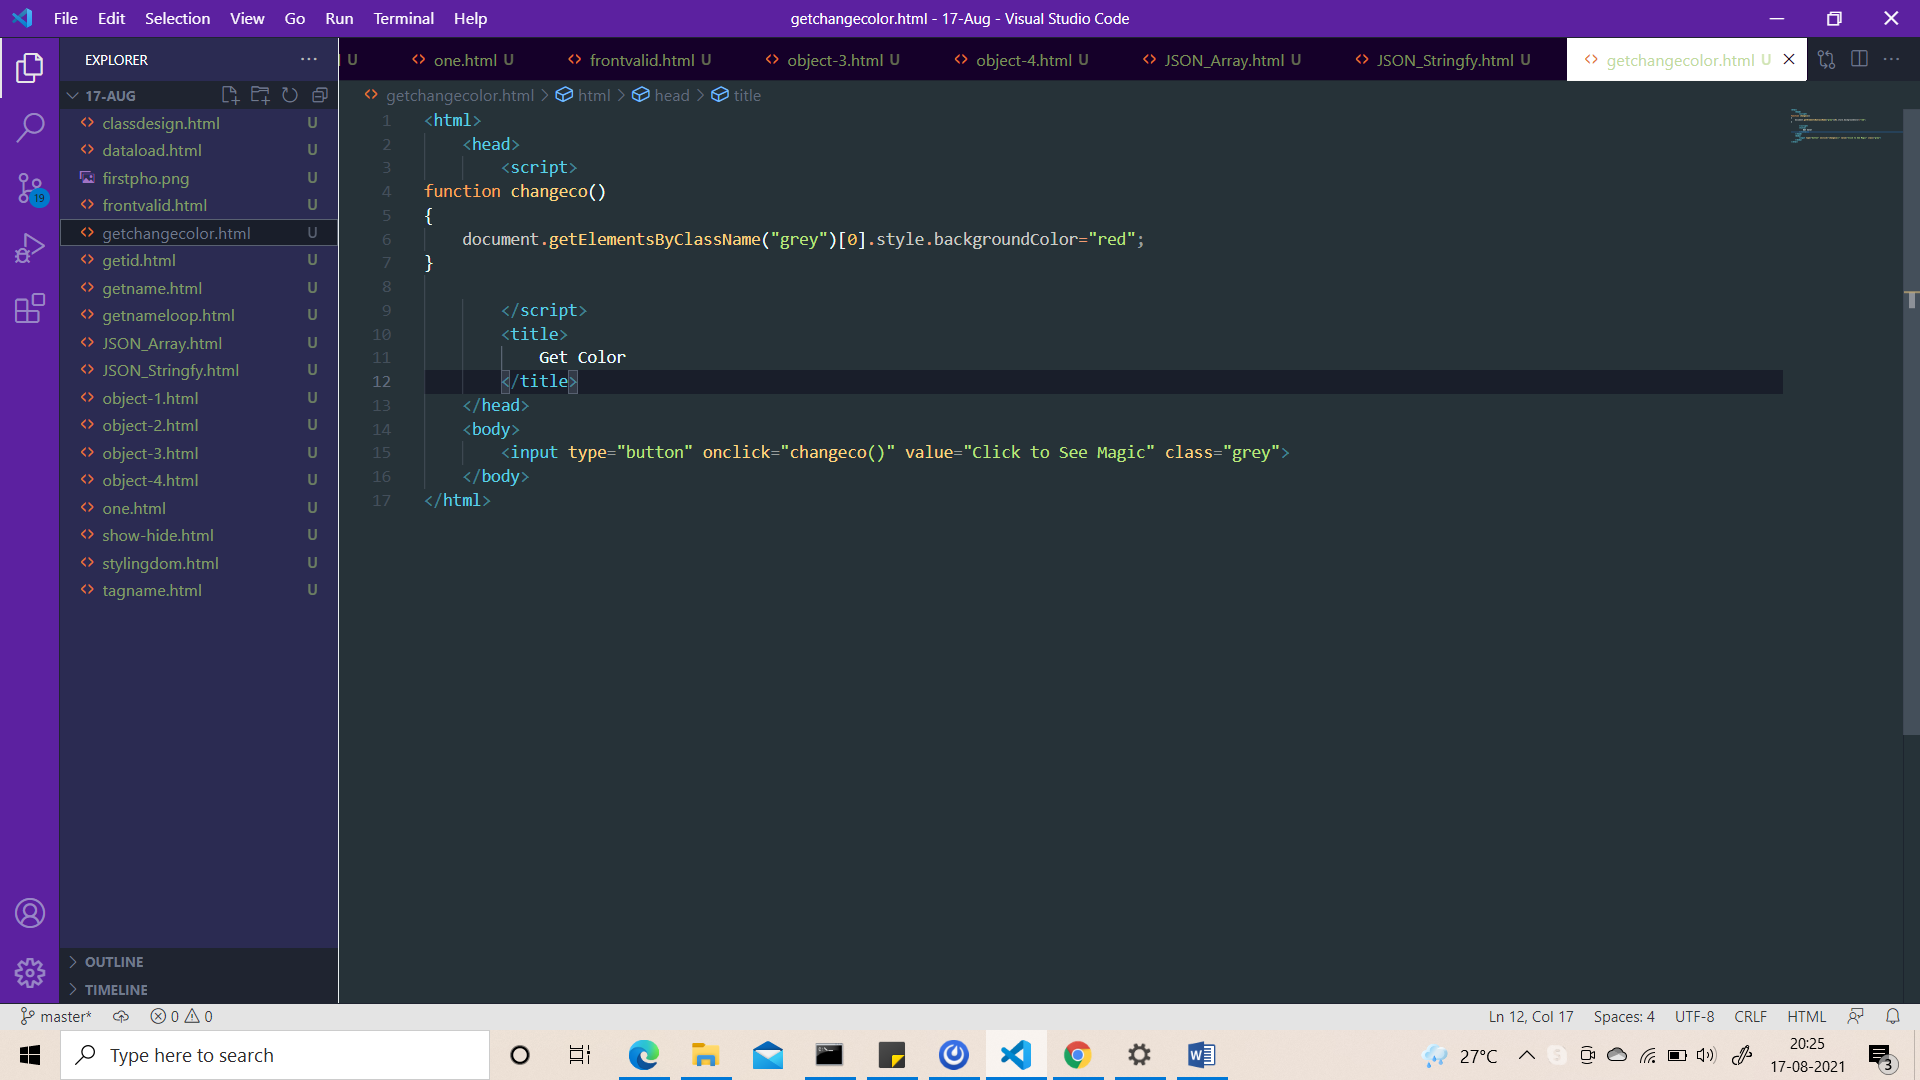 File Edit Selection View Go Run Terminal Help getchangecolor.html - 17-Aug - Visual Studio Code
EXPLORER
U one.html U frontvalid.html U object-3.html U object-4.html U JSON_Array.html U JSON_Stringfy.html U getchangecolor.html U
17-AUG
getchangecolor.html html head title
classdesign.html U
dataload.html U
firstpho.png U
frontvalid.html U
getchangecolor.html U
getid.html U
getname.html U
getnameloop.html U
JSON_Array.html U
JSON_Stringfy.html U
object-1.html U
object-2.html U
object-3.html U
object-4.html U
one.html U
show-hide.html U
stylingdom.html U
tagname.html U
19
1 <html>
2 <head>
3 <script>
4 function changeco()
5 {
6 document.getElementsByClassName("grey")[0].style.backgroundColor="red";
7 }
8
9 </script>
10 <title>
11 Get Color
12 </title>
13 </head>
14 <body>
15 <input type="button" onclick="changeco()" value="Click to See Magic" class="grey">
16 </body>
17 </html>
OUTLINE
TIMELINE
master* 0 0 Ln 12, Col 17 Spaces: 4 UTF-8 CRLF HTML
Type here to search 27°C 20:25
17-08-2021 3